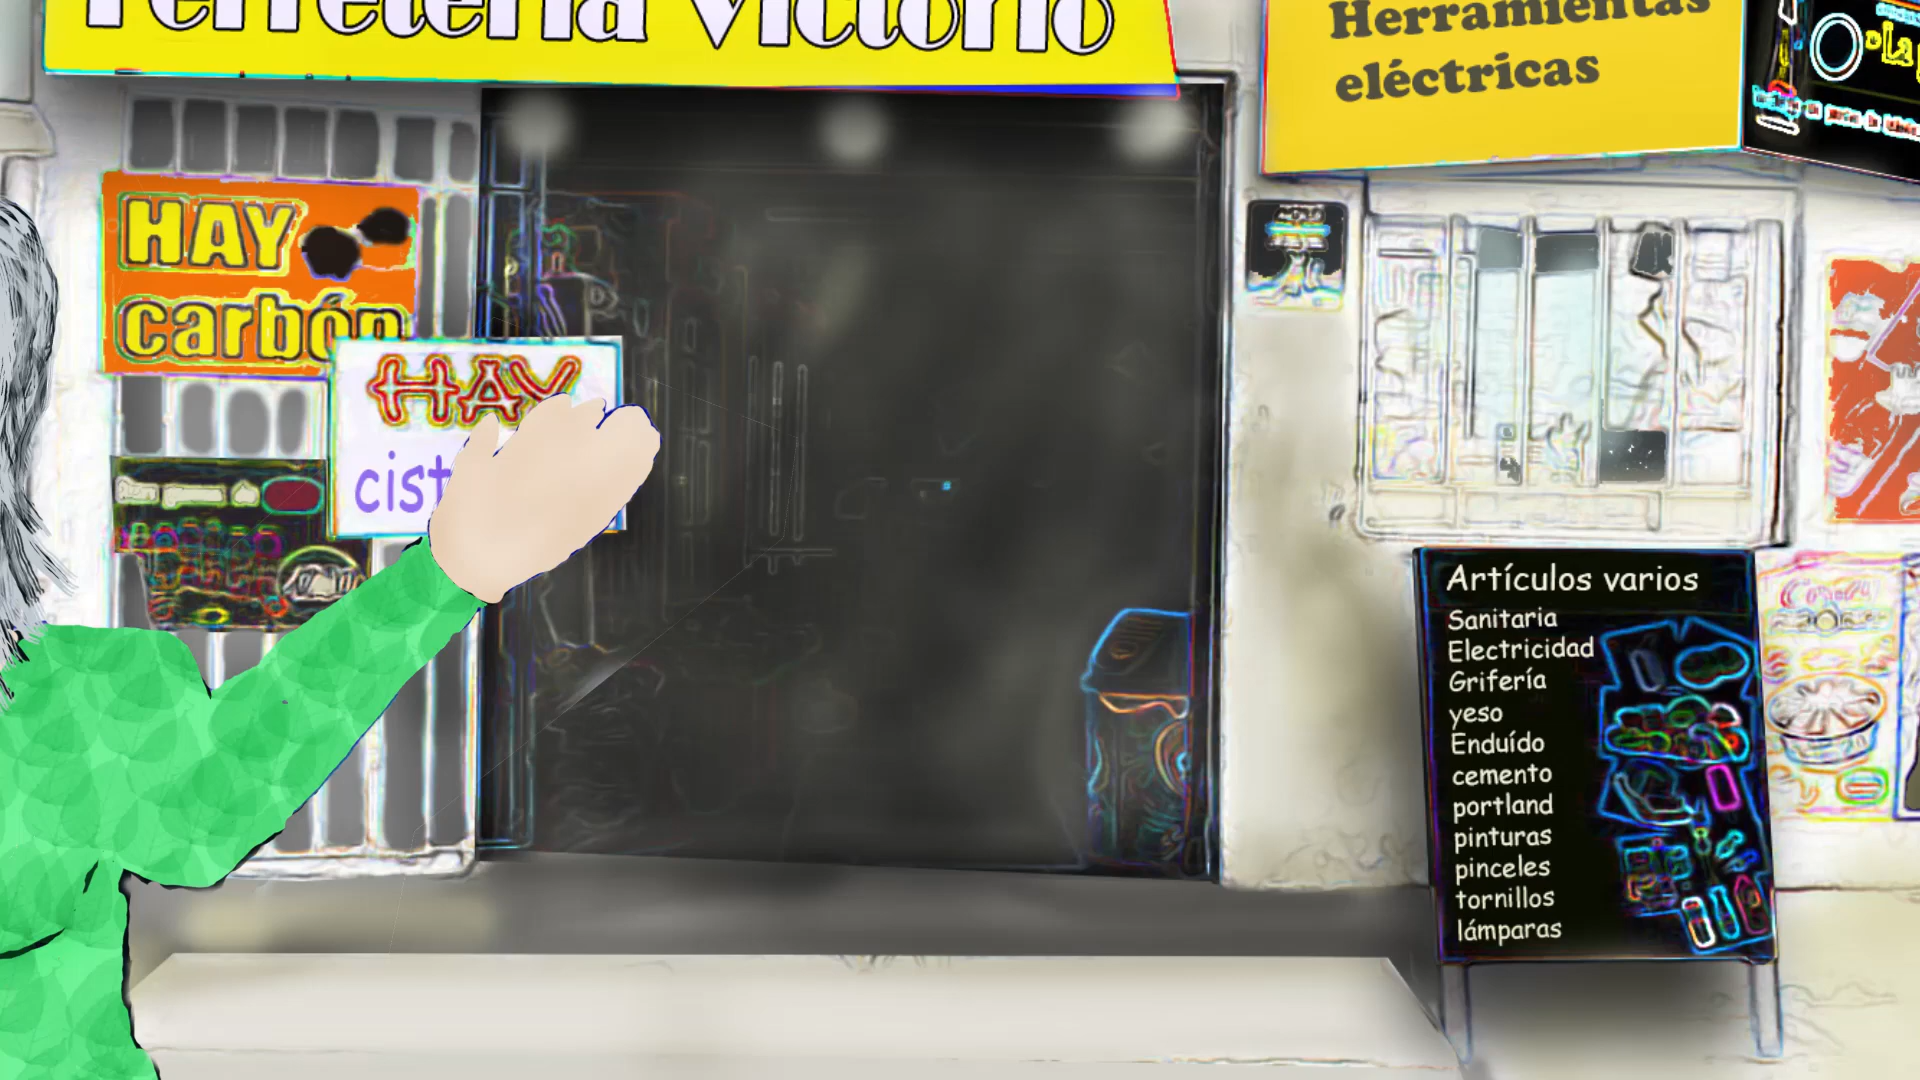 Ferretería Victorio
Herramientas
eléctricas
HAY
carbón
HAY
cist
Artículos varios
Sanitaria
Electricidad
Grifería
yeso
Enduído
cemento
portland
pinturas
pinceles
tornillos
lámparas